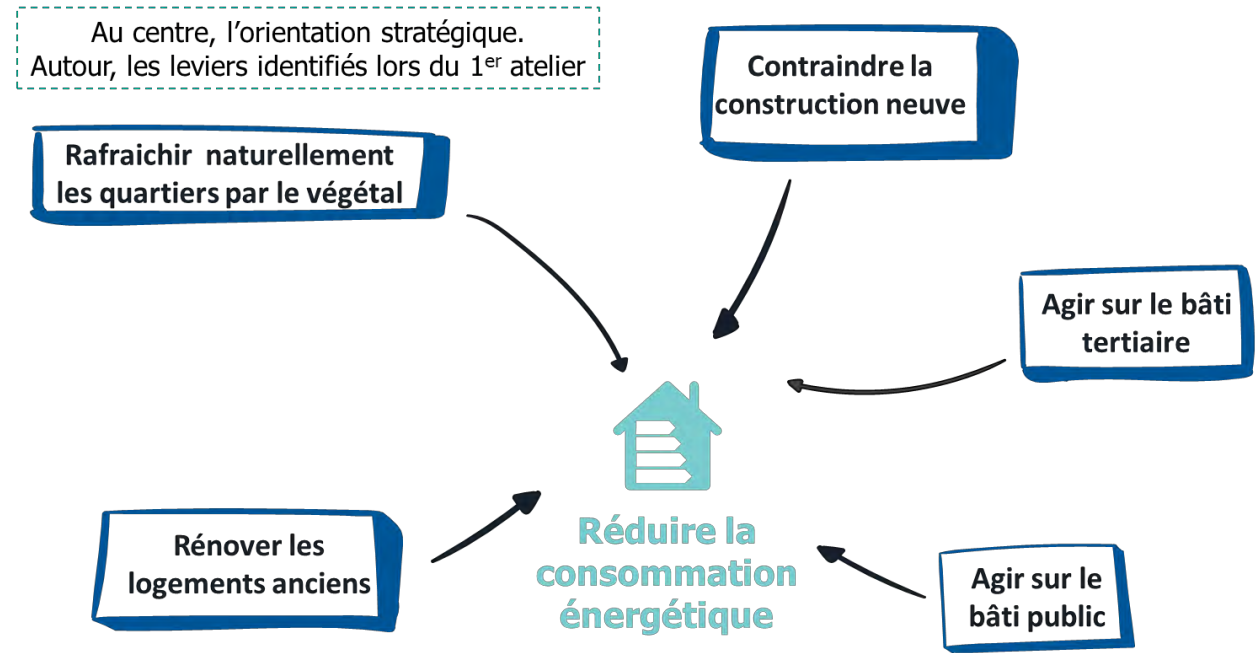 Au centre, l’orientation stratégique.
Autour, les leviers identifiés lors du 1er atelier
Contraindre la
construction neuve
Rafraichir naturellement
les quartiers par le végétal
Agir sur le bâti
tertiaire
Rénover les
logements anciens
Réduire la
consommation
énergétique
Agir sur le
bâti public